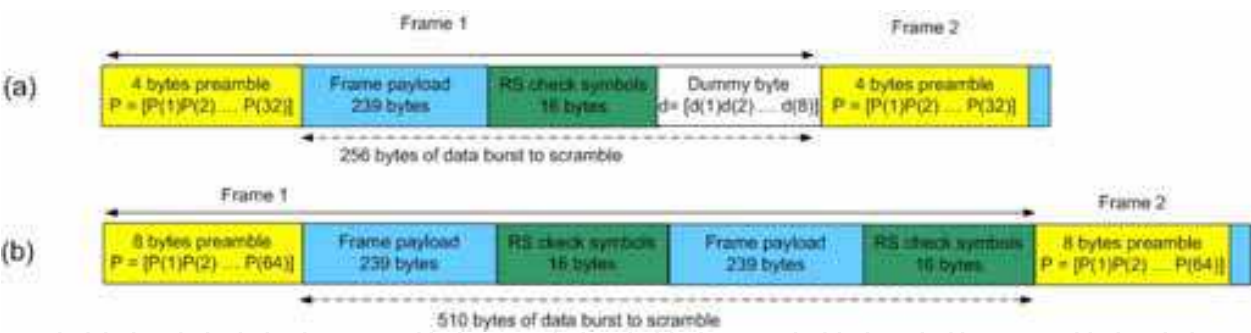 Frame 1
Frame 2
(a)
4 bytes preamble
P = [P(1)P(2) .... P(32)]
Frame payload
239 bytes
RS check symbols
16 bytes
Dummy byte
d= [d(1)d(2) .... d(8)]
4 bytes preamble
P = [P(1)P(2) .... P(32)]
256 bytes of data burst to scramble
Frame 1
Frame 2
(b)
8 bytes preamble
P = [P(1)P(2) .... P(64)]
Frame payload
239 bytes
RS check symbols
16 bytes
Frame payload
239 bytes
RS check symbols
16 bytes
8 bytes preamble
P = [P(1)P(2) .... P(64)]
510 bytes of data burst to scramble